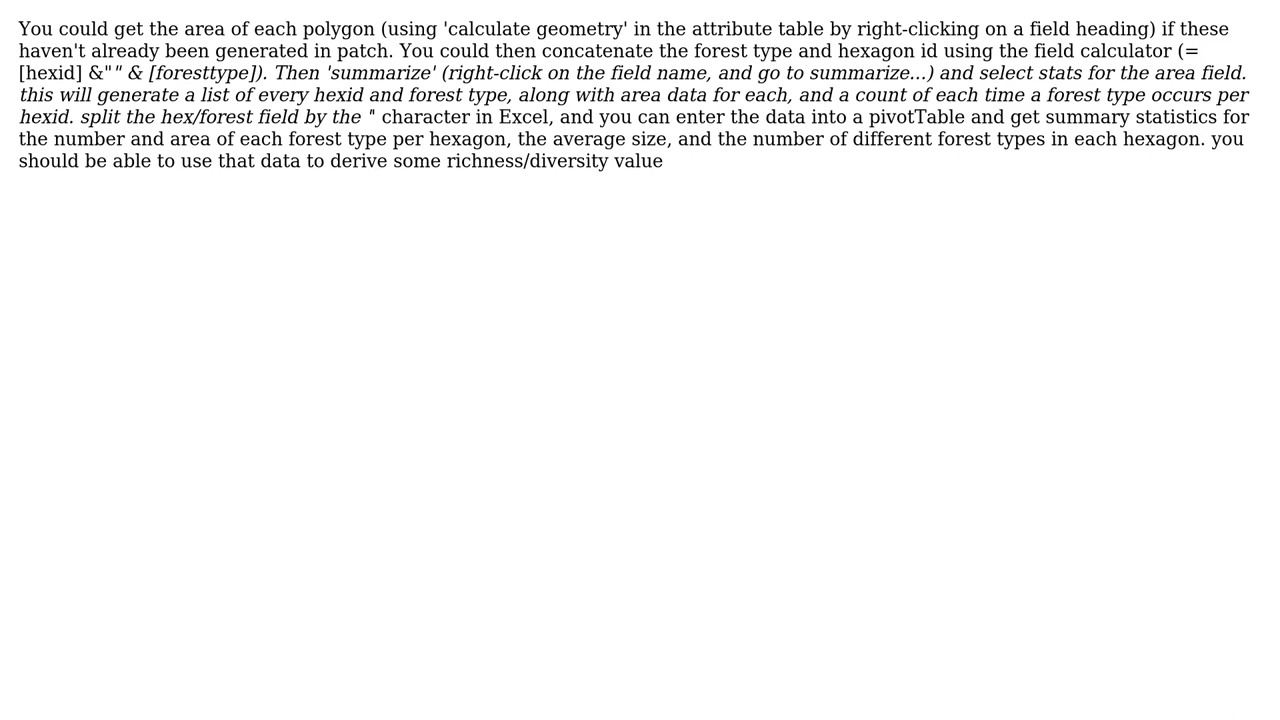 You could get the area of each polygon (using 'calculate geometry' in the attribute table by right-clicking on a field heading) if these
haven't already been generated in patch. You could then concatenate the forest type and hexagon id using the field calculator (=
[hexid] &"" & [foresttype]). Then 'summarize' (right-click on the field name, and go to summarize...) and select stats for the area field.
this will generate a list of every hexid and forest type, along with area data for each, and a count of each time a forest type occurs per
hexid. split the hex/forest field by the " character in Excel, and you can enter the data into a pivotTable and get summary statistics for
the number and area of each forest type per hexagon, the average size, and the number of different forest types in each hexagon. you
should be able to use that data to derive some richness/diversity value